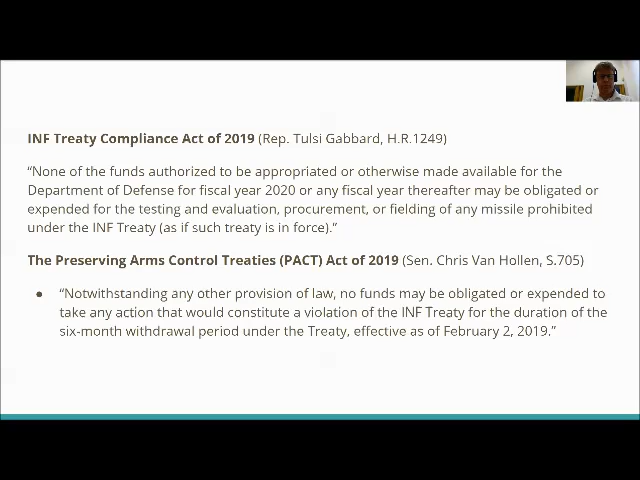 INF Treaty Compliance Act of 2019 (Rep. Tulsi Gabbard, H.R.1249)
“None of the funds authorized to be appropriated or otherwise made available for the
Department of Defense for fiscal year 2020 or any fiscal year thereafter may be obligated or
expended for the testing and evaluation, procurement, or fielding of any missile prohibited
under the INF Treaty (as if such treaty is in force).”
The Preserving Arms Control Treaties (PACT) Act of 2019 (Sen. Chris Van Hollen, S.705)
● “Notwithstanding any other provision of law, no funds may be obligated or expended to
take any action that would constitute a violation of the INF Treaty for the duration of the
six-month withdrawal period under the Treaty, effective as of February 2, 2019.”